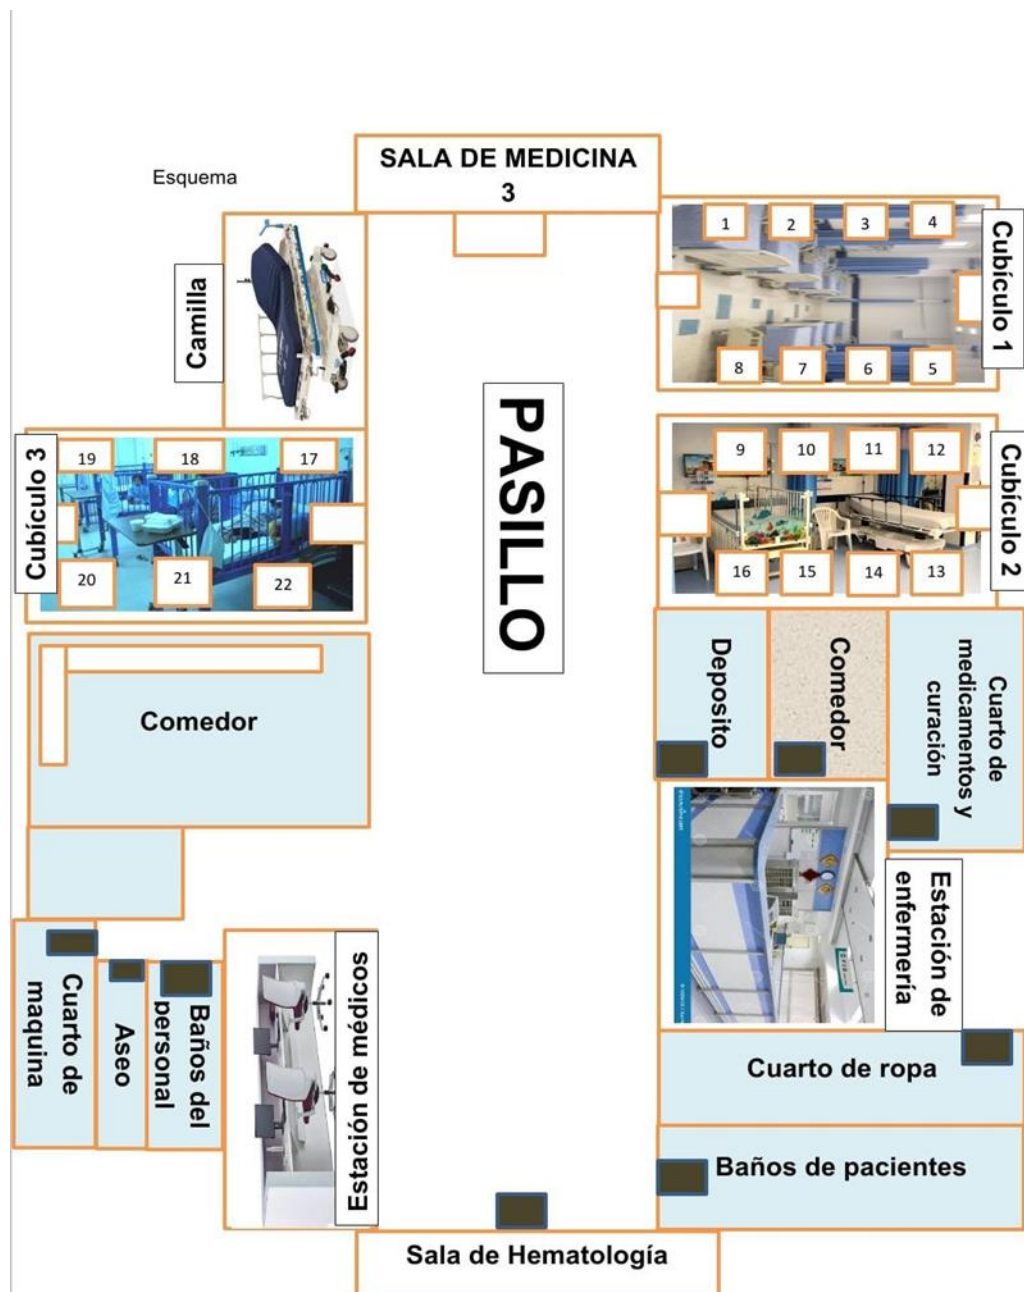 SALA DE MEDICINA
3
Esquema
Camilla
1
2
3
4
8
7
6
5
Cubículo 1
PASILLO
Cubículo 3
19
18
17
20
21
22
9
10
11
12
16
15
14
13
Cubículo 2
Comedor
Deposito
Comedor
Cuarto de
medicamentos y
curación
Estación de
enfermería
Cuarto de
maquina
Aseo
Baños del
personal
Estación de médicos
Cuarto de ropa
Baños de pacientes
Sala de Hematología